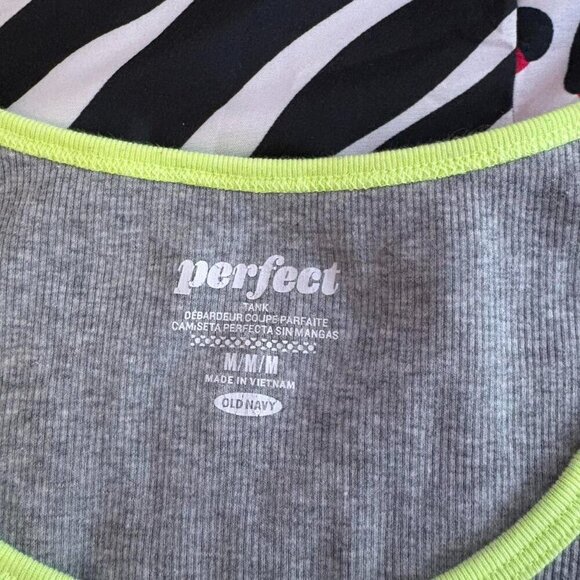 perfect
TANK
DÉBARDEUR COUPE PARFAITE
CAMISETA PERFECTA SIN MANGAS
M/M/M
MADE IN VIETNAM
OLD NAVY